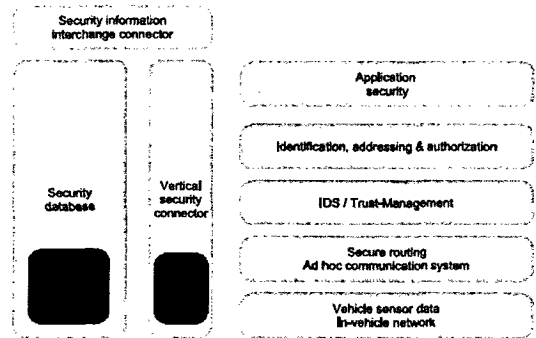 Security information
interchange connector
Security
database
Vertical
security
connector
Application
security
Identification, addressing & authorization
IDS / Trust-Management
Secure routing
Ad hoc communication system
Vehicle sensor data
In-vehicle network